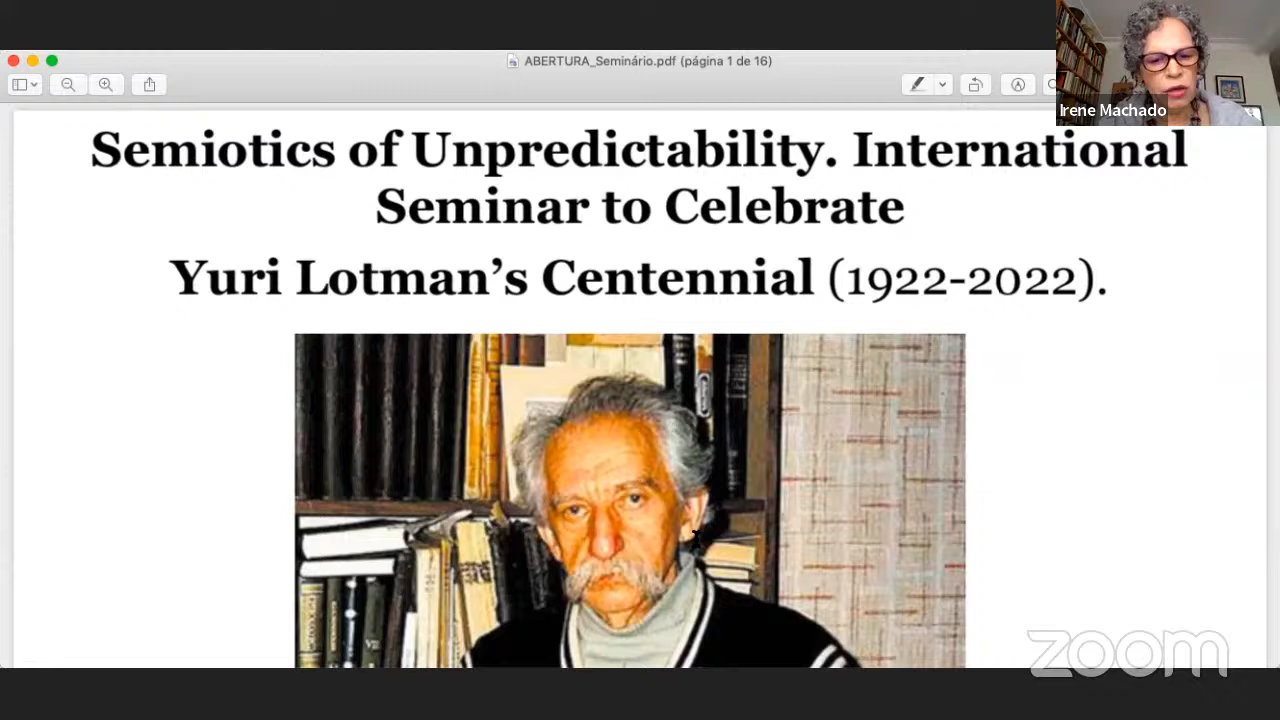 ABERTURA_Seminário.pdf (página 1 de 16)
Irene Machado
Semiotics of Unpredictability. International
Seminar to Celebrate
Yuri Lotman’s Centennial (1922-2022).
VII
zoom